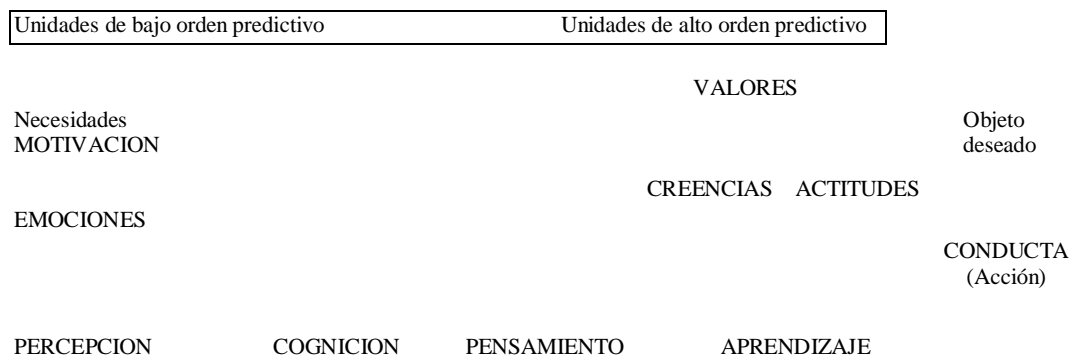 Unidades de bajo orden predictivo Unidades de alto orden predictivo
VALORES
Necesidades Objeto
MOTIVACION deseado
CREENCIAS ACTITUDES
EMOCIONES
CONDUCTA
(Acción)
PERCEPCION COGNICION PENSAMIENTO APRENDIZAJE